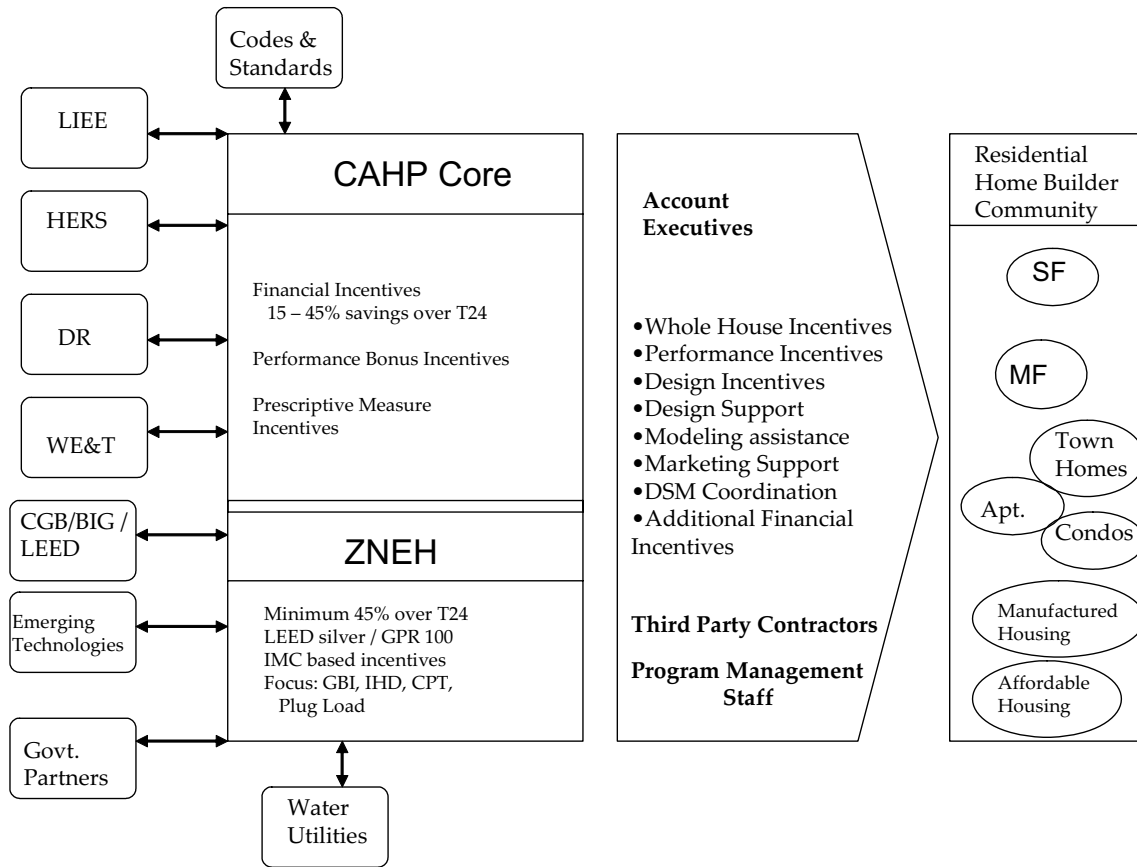 Codes &
Standards
LIEE
HERS
DR
WE&T
CGB/BIG /
LEED
Emerging
Technologies
Govt.
Partners
CAHP Core
Financial Incentives
15 – 45% savings over T24
Performance Bonus Incentives
Prescriptive Measure
Incentives
ZNEH
Minimum 45% over T24
LEED silver / GPR 100
IMC based incentives
Focus: GBI, IHD, CPT,
Plug Load
Water
Utilities
Account
Executives
•Whole House Incentives
•Performance Incentives
•Design Incentives
•Design Support
•Modeling assistance
•Marketing Support
•DSM Coordination
•Additional Financial
Incentives
Third Party Contractors
Program Management
Staff
Residential
Home Builder
Community
SF
MF
Town
Homes
Apt.
Condos
Manufactured
Housing
Affordable
Housing